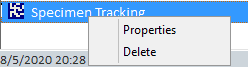 Specimen Tracking
Properties
Delete
8/5/2020 20:28